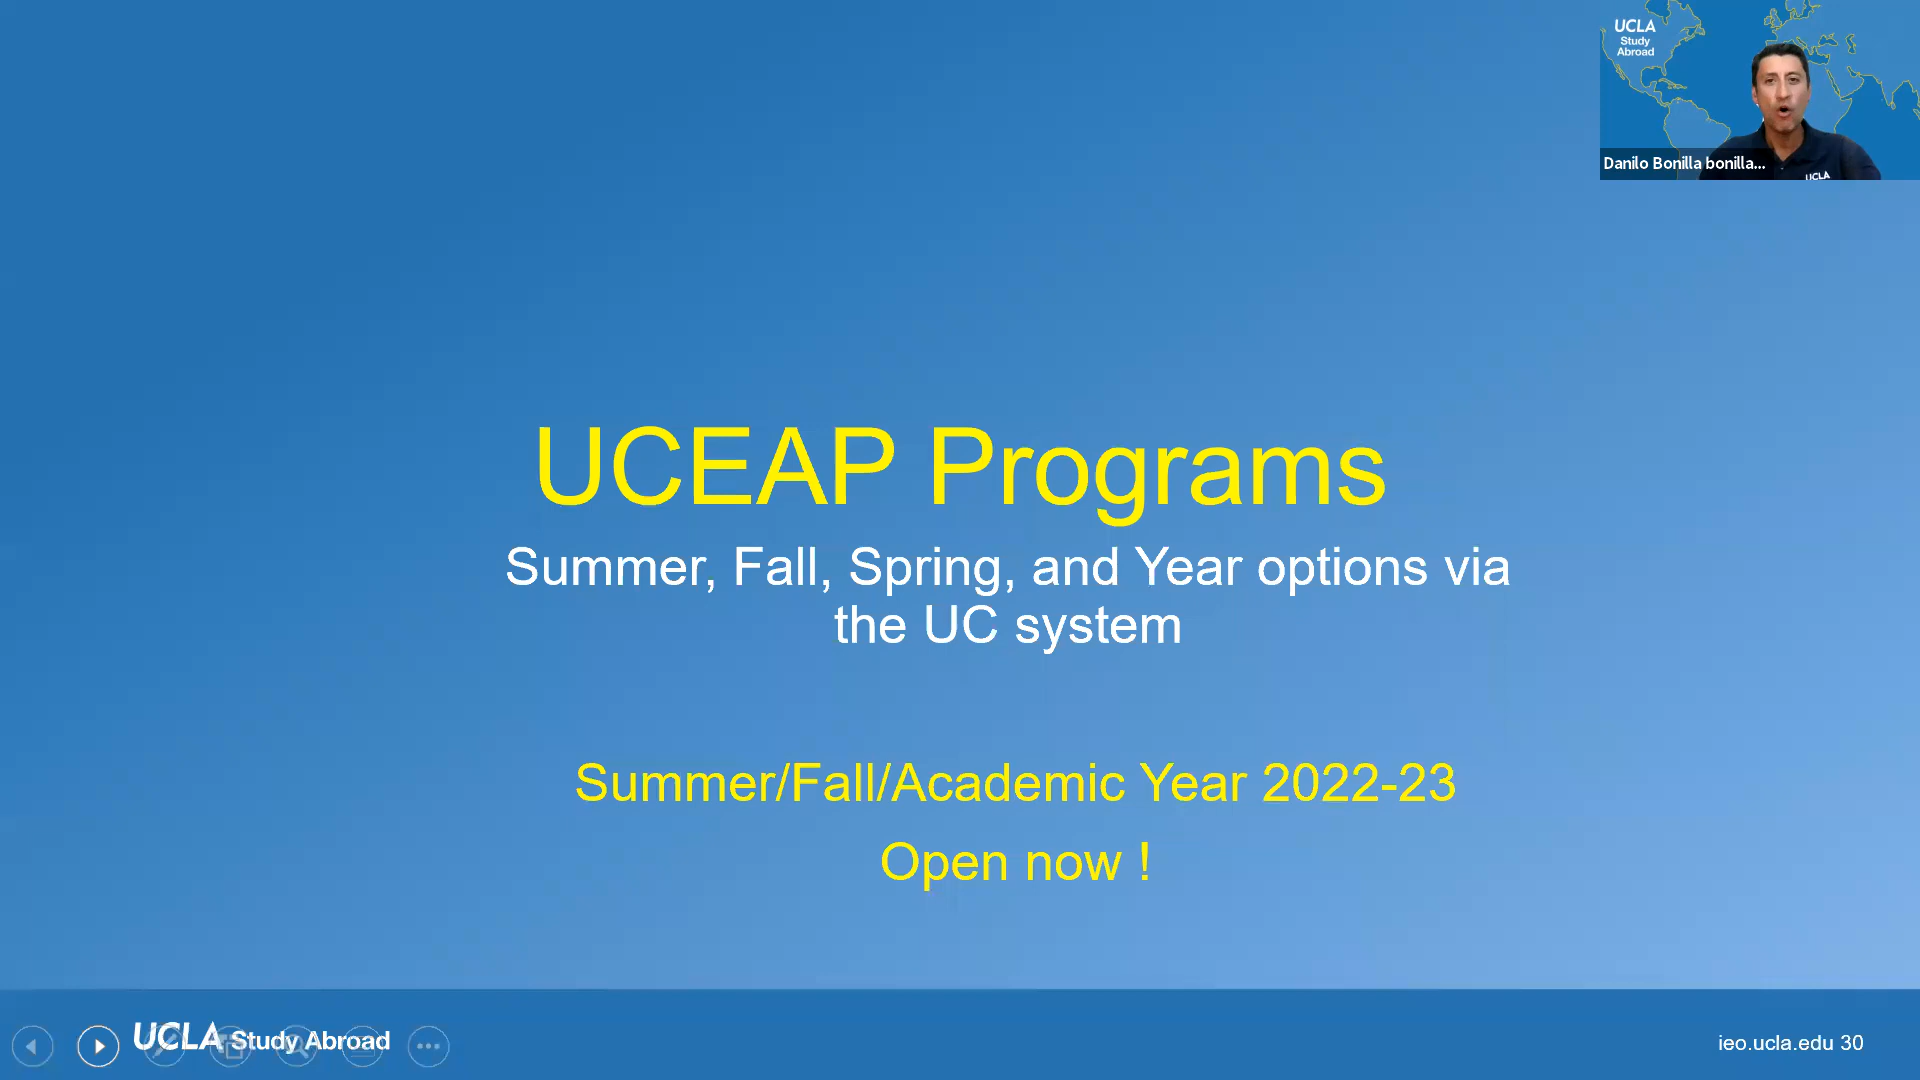 UCLA
Study
Abroad
Danilo Bonilla bonilla...
UCLA
UCEAP Programs
Summer, Fall, Spring, and Year options via
the UC system
Summer/Fall/Academic Year 2022-23
Open now !
UCLA Study Abroad
ieo.ucla.edu 30